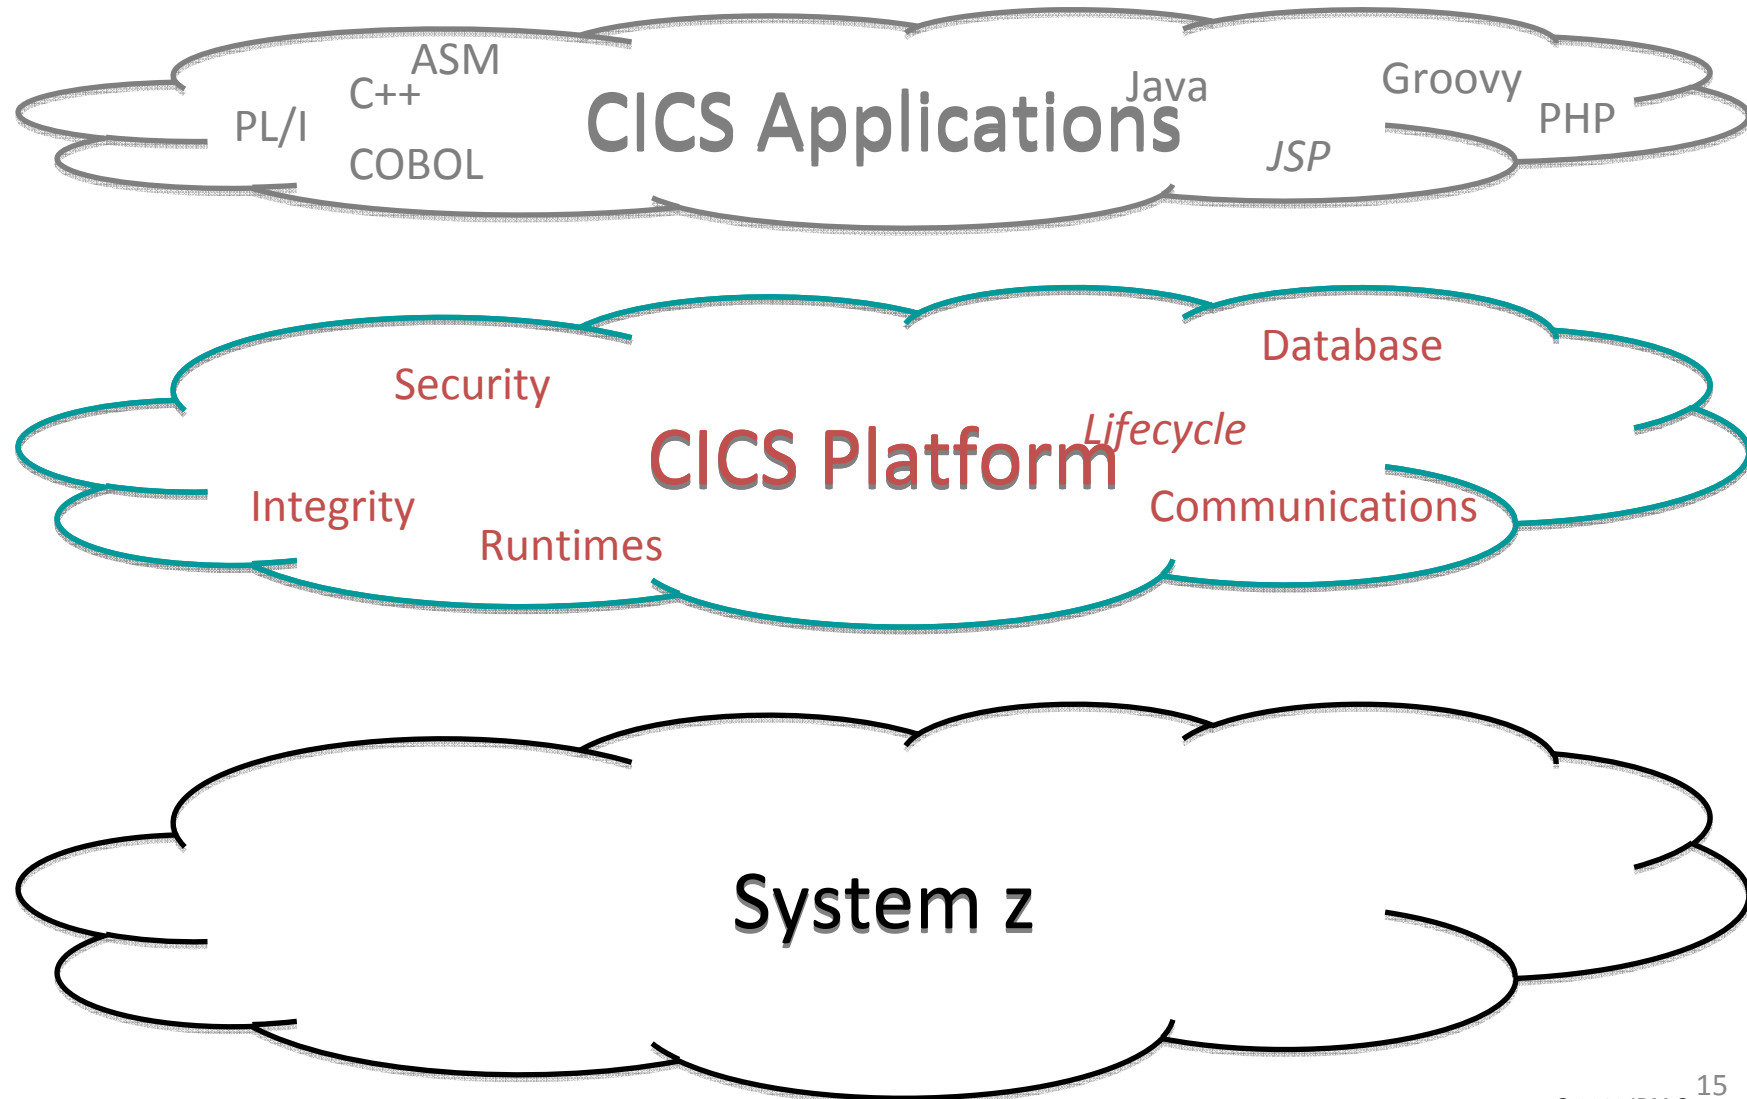 ASM
C++
PL/I
COBOL
CICS Applications
Java
Groovy
PHP
JSP
Security
Database
CICS Platform
Lifecycle
Integrity
Runtimes
Communications
System z
15